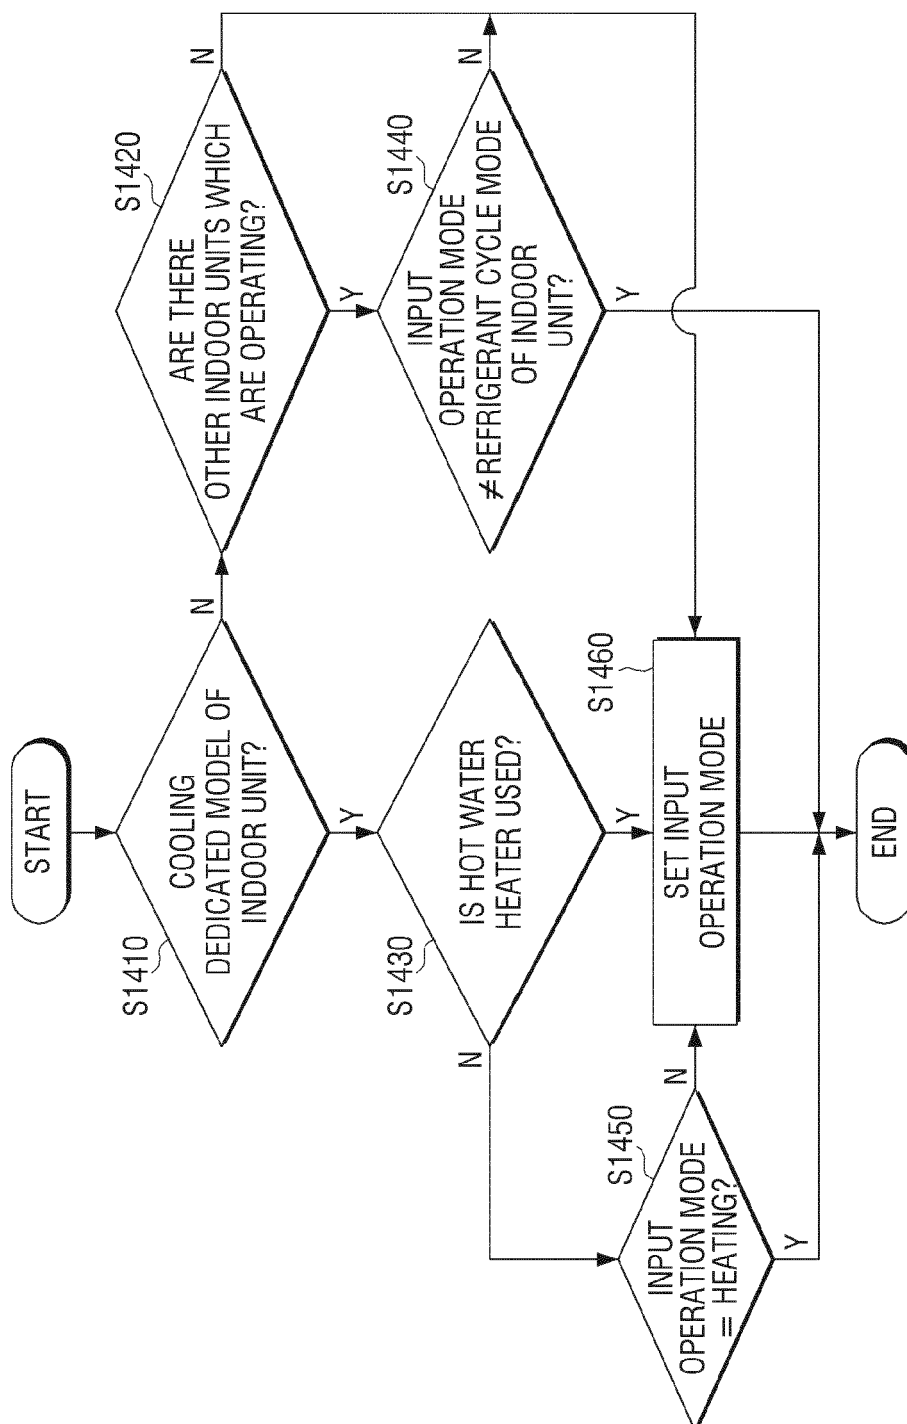 START
S1410
COOLING
DEDICATED MODEL OF
INDOOR UNIT?
N
Y
S1420
ARE THERE
OTHER INDOOR UNITS WHICH
ARE OPERATING?
N
Y
S1430
IS HOT WATER
HEATER USED?
N
Y
S1440
INPUT
OPERATION MODE
≠REFRIGERANT CYCLE MODE
OF INDOOR
UNIT?
N
Y
S1450
INPUT
OPERATION MODE
= HEATING?
N
Y
S1460
SET INPUT
OPERATION MODE
END